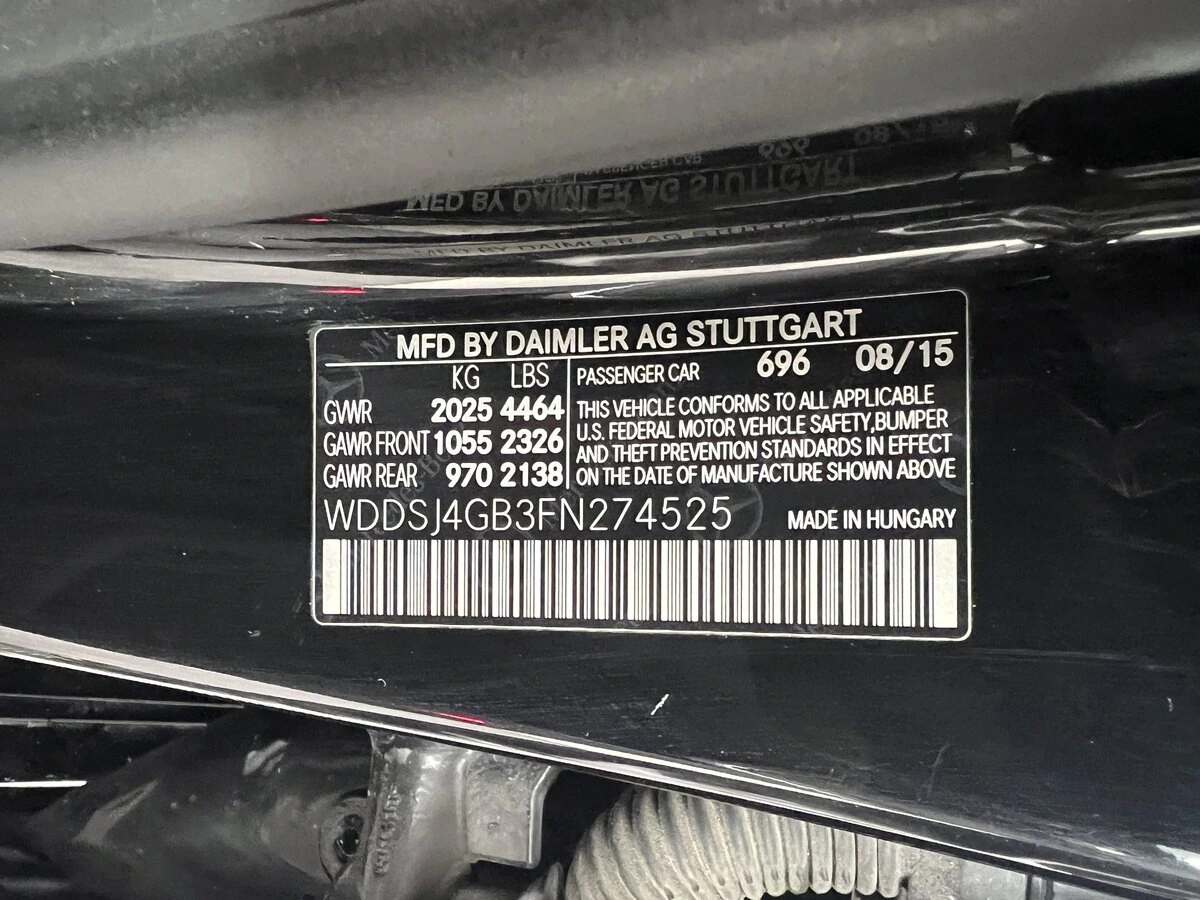 MFD BY DAIMLER AG STUTTGART
KG LBS
GVWR 2025 4464
GAWR FRONT 1055 2326
GAWR REAR 970 2138
PASSENGER CAR 696 08/15
THIS VEHICLE CONFORMS TO ALL APPLICABLE
U.S. FEDERAL MOTOR VEHICLE SAFETY,BUMPER
AND THEFT PREVENTION STANDARDS IN EFFECT
ON THE DATE OF MANUFACTURE SHOWN ABOVE
WDDSJ4GB3FN274525 MADE IN HUNGARY